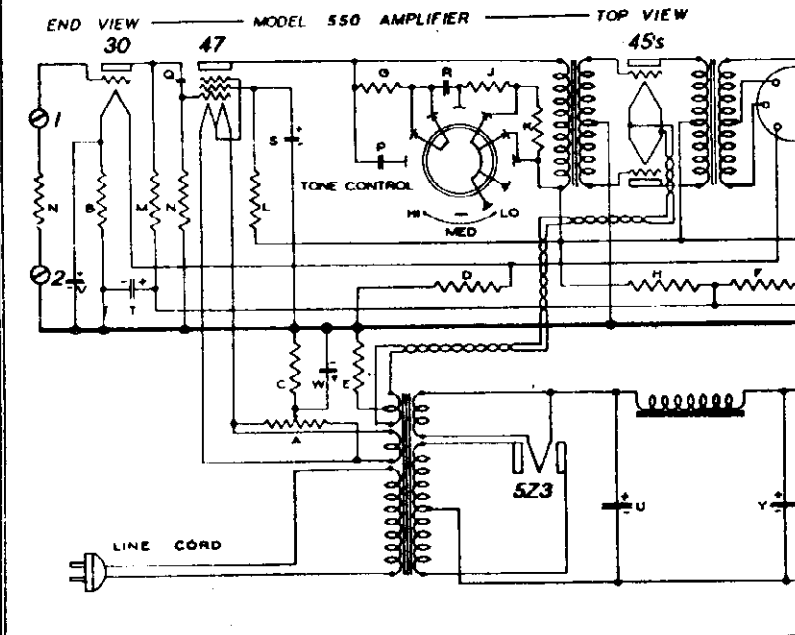 END VIEW — MODEL 550 AMPLIFIER — TOP VIEW
30 47 45's
1
2
Q
G R J
K
S
P
TONE CONTROL
HI - LO
MED
N B M N L
V
T
D
H F
C W E
A
5Z3
U
Y
LINE CORD